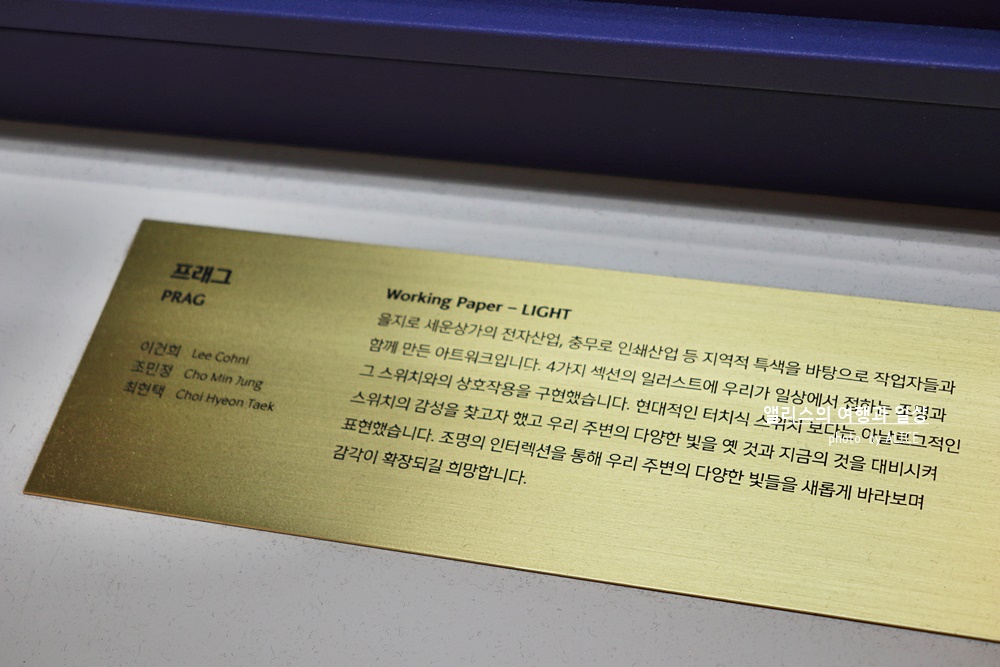 프래그
PRAG
이건희 Lee Cohni
조민정 Cho Min Jung
최현택 Choi Hyeon Taek
Working Paper – LIGHT
을지로 세운상가의 전자산업, 충무로 인쇄산업 등 지역적 특색을 바탕으로 작업자들과
함께 만든 아트워크입니다. 4가지 섹션의 일러스트에 우리가 일상에서 접하는 조명과
그 스위치와의 상호작용을 구현했습니다. 현대적인 터치식 스위치 보다는 아날로그적인
스위치의 감성을 찾고자 했고 우리 주변의 다양한 빛을 옛 것과 지금의 것을 대비시켜
표현했습니다. 조명의 인터렉션을 통해 우리 주변의 다양한 빛들을 새롭게 바라보며
감각이 확장되길 희망합니다.
앨리스의 여행과 일상
photo by ALICE